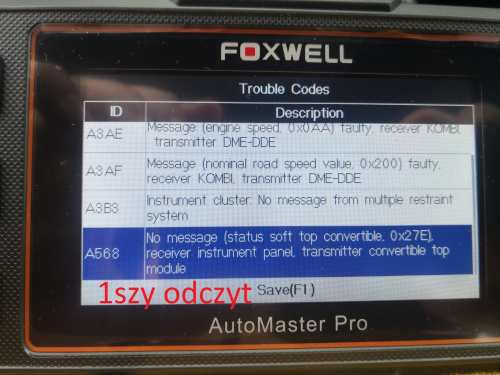 FOXWELL
Trouble Codes
ID Description
A3AE Message (engine speed, 0x0AA) faulty, receiver KOMBI,
transmitter DME-DDE
A3AF Message (nominal road speed value, 0x200) faulty,
receiver KOMBI, transmitter DME-DDE
A3B3 Instrument cluster: No message from multiple restraint
system
No message (status soft top convertible, 0x27E),
A568 receiver instrument panel, transmitter convertible top
module
1szy odczyt Save(F1)
AutoMaster Pro